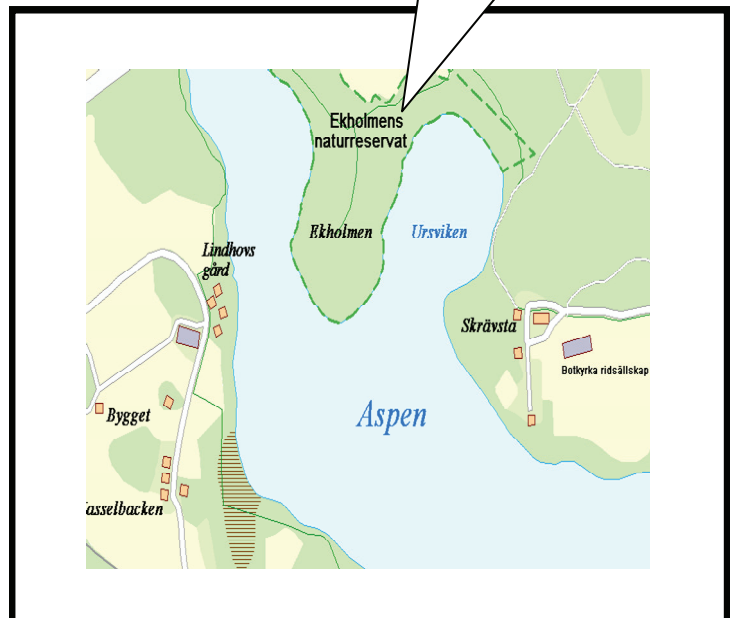 Ekholmens
naturreservat
Ekholmen
Ursviken
Lindhovs
gård
Skrävsta
Botkyrka ridsällskap
Aspen
Bygget
asselbacken